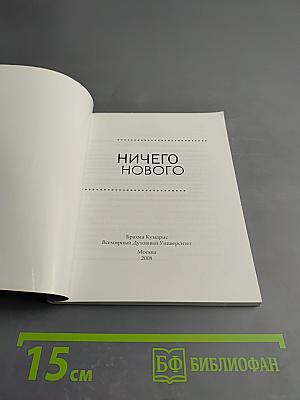 НИЧЕГО
НОВОГО
Брахма Кумарис
Всемирный Духовный Университет
Москва
2008
15 см
БФ БИБЛИОФАН